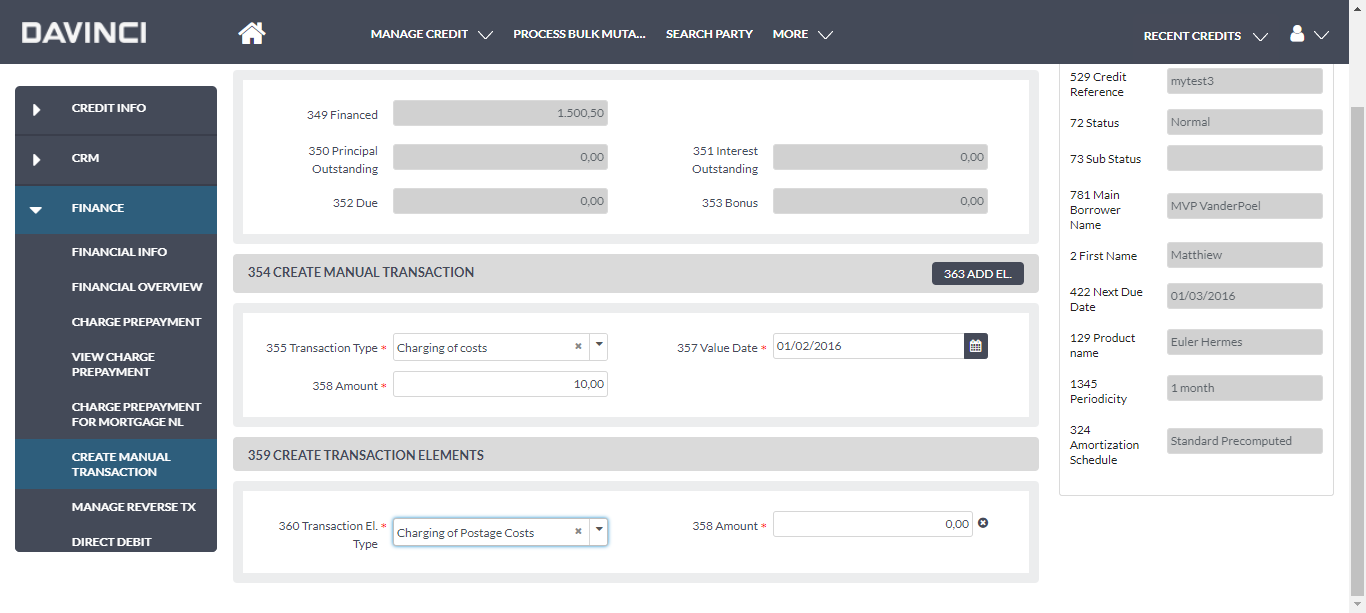 DAVINCI
MANAGE CREDIT
PROCESS BULK MUTA...
SEARCH PARTY
MORE
RECENT CREDITS
CREDIT INFO
CRM
FINANCE
FINANCIAL INFO
FINANCIAL OVERVIEW
CHARGE PREPAYMENT
VIEW CHARGE
PREPAYMENT
CHARGE PREPAYMENT
FOR MORTGAGE NL
CREATE MANUAL
TRANSACTION
MANAGE REVERSE TX
DIRECT DEBIT
349 Financed 1.500,50
350 Principal
Outstanding 0,00
351 Interest
Outstanding 0,00
352 Due 0,00
353 Bonus 0,00
354 CREATE MANUAL TRANSACTION
363 ADD EL.
355 Transaction Type * Charging of costs
357 Value Date * 01/02/2016
358 Amount * 10,00
359 CREATE TRANSACTION ELEMENTS
360 Transaction El. *
Type Charging of Postage Costs
358 Amount * 0,00
529 Credit
Reference mytest3
72 Status Normal
73 Sub Status
781 Main
Borrower
Name MVP VanderPoel
2 First Name Matthiew
422 Next Due
Date 01/03/2016
129 Product
name Euler Hermes
1345
Periodicity 1 month
324
Amortization
Schedule Standard Precomputed